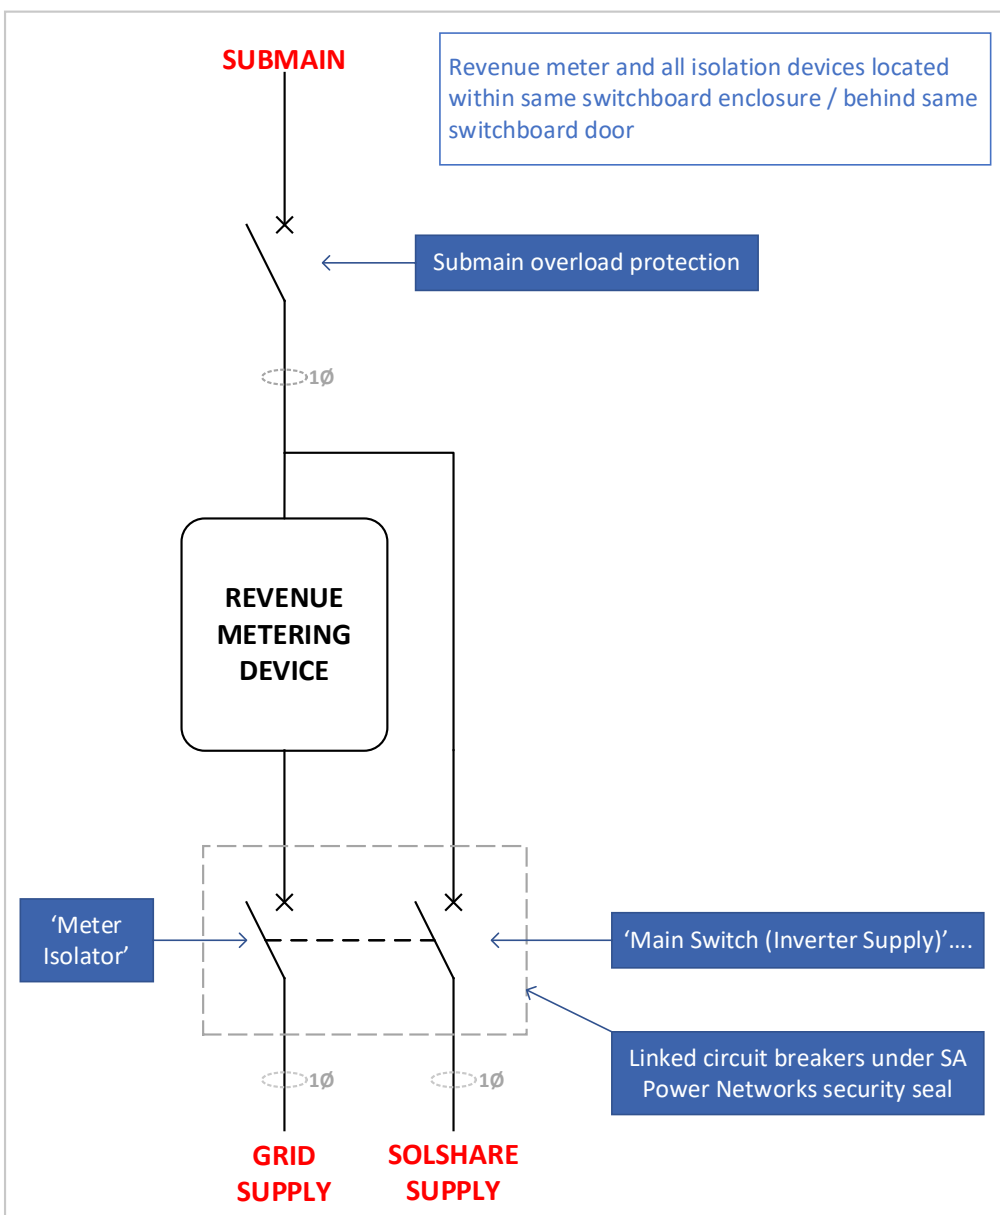 SUBMAIN
Revenue meter and all isolation devices located
within same switchboard enclosure / behind same
switchboard door
Submain overload protection
1Ø
REVENUE
METERING
DEVICE
‘Meter
Isolator’
‘Main Switch (Inverter Supply)’....
Linked circuit breakers under SA
Power Networks security seal
1Ø
1Ø
GRID
SUPPLY
SOLSHARE
SUPPLY